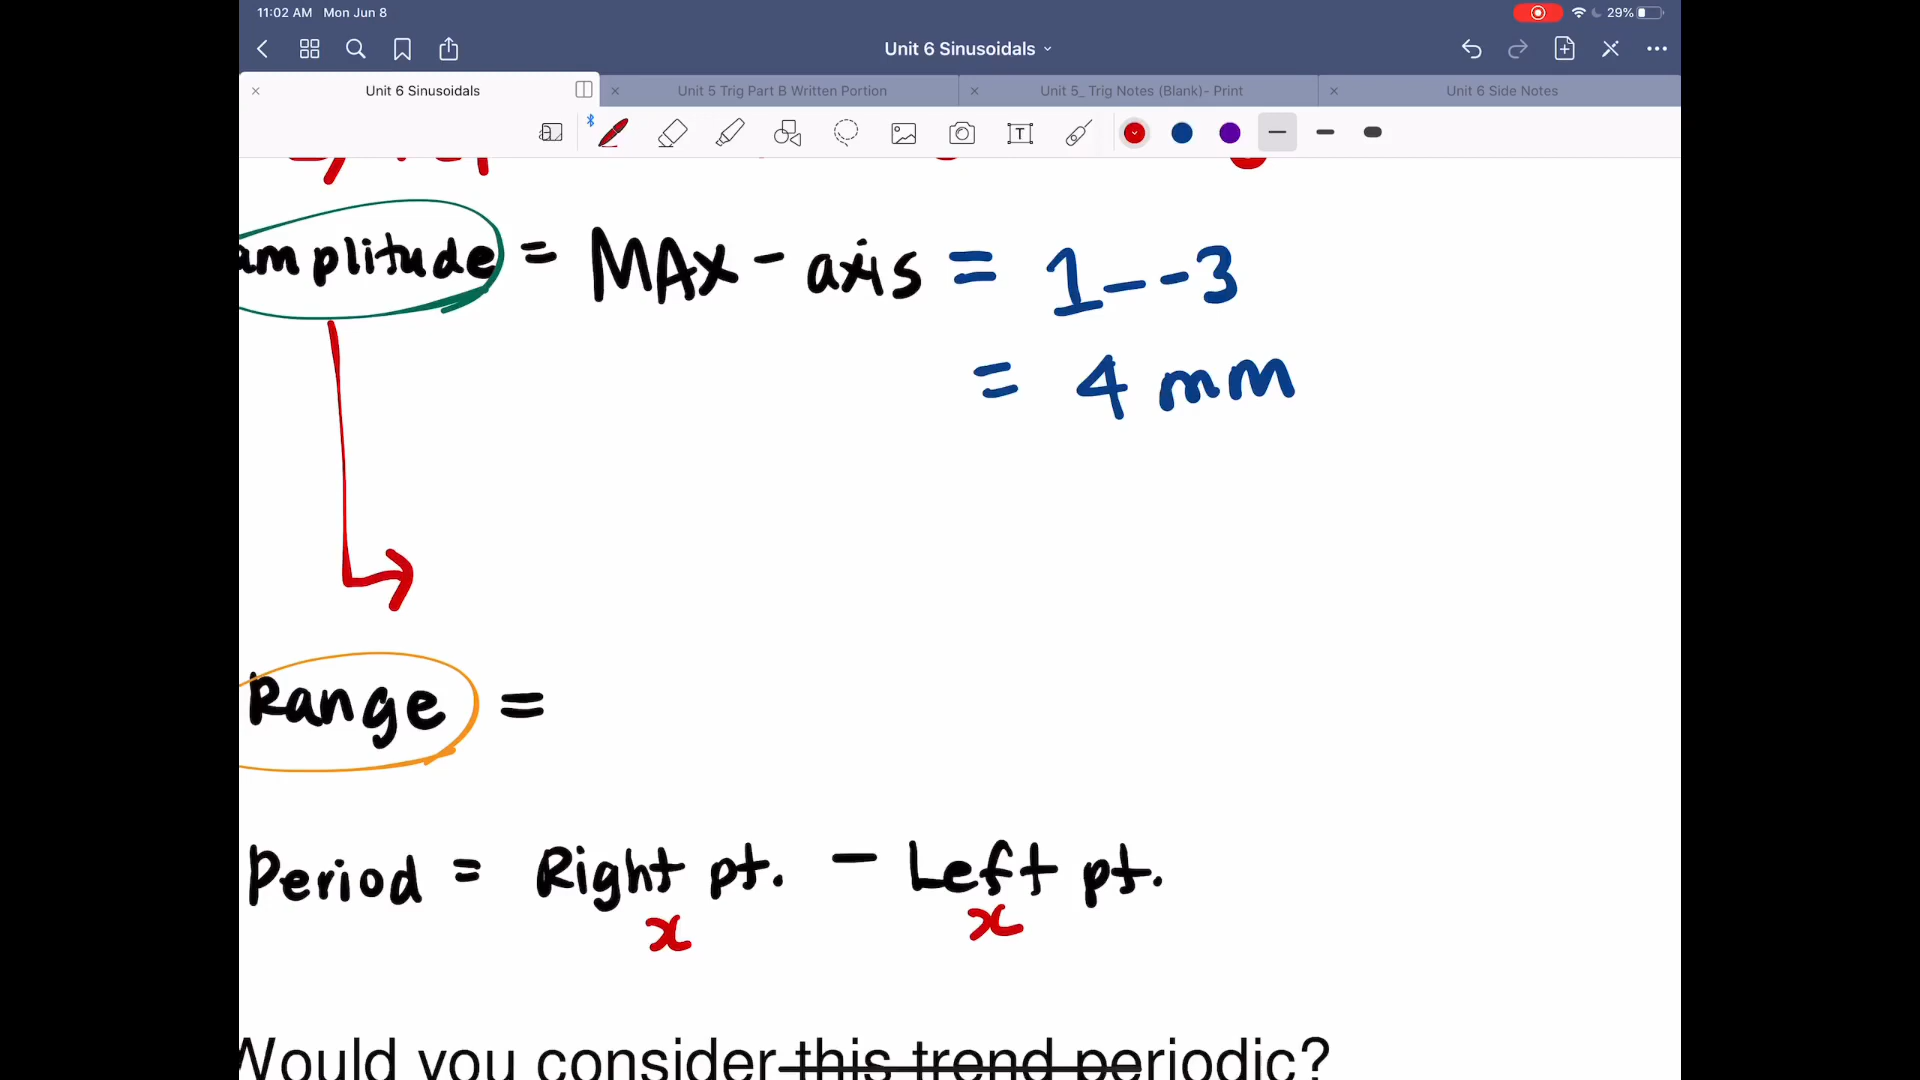 11:02 AM Mon Jun 8
29%
Unit 6 Sinusoidals
Unit 6 Sinusoidals
Unit 5 Trig Part B Written Portion
Unit 5_ Trig Notes (Blank)- Print
Unit 6 Side Notes
amplitude = MAX - axis = 1 - -3
= 4 mm
Range =
Period = Right pt. - Left pt.
x x
Would you consider this trend periodic?